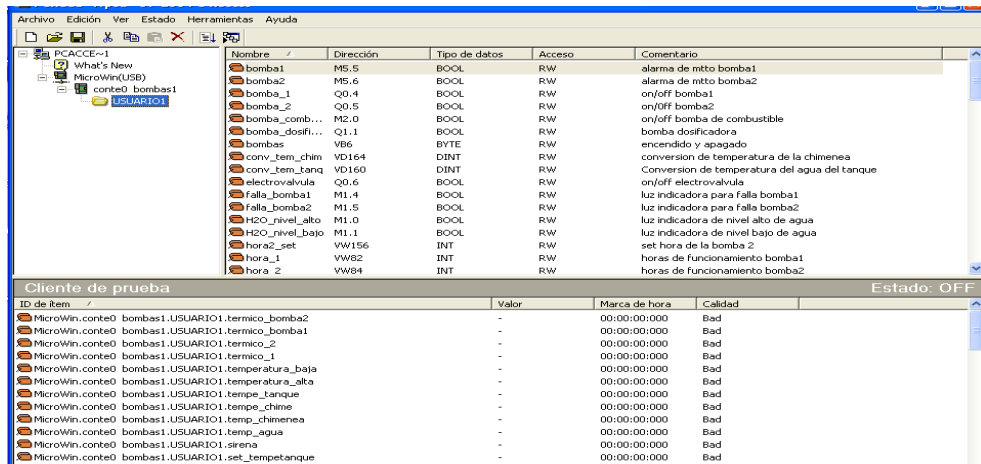 Archivo Edición Ver Estado Herramientas Ayuda
PCACCE~1
What's New
MicroWin(USB)
conte0 bombas1
USUARIO1
Nombre Dirección Tipo de datos Acceso Comentario
bomba1 M5.5 BOOL RW alarma de mtto bomba1
bomba2 M5.6 BOOL RW alarma de mtto bomba2
bomba_1 Q0.4 BOOL RW on/off bomba1
bomba_2 Q0.5 BOOL RW on/0ff bomba2
bomba_comb... M2.0 BOOL RW on/off bomba de combustible
bomba_dosifi... Q1.1 BOOL RW bomba dosificadora
bombas VB6 BYTE RW encendido y apagado
conv_tem_chim VD164 DINT RW conversion de temperatura de la chimenea
conv_tem_tanq VD160 DINT RW Conversion de temperatura del agua del tanque
electrovalvula Q0.6 BOOL RW on/off electrovalvula
falla_bomba1 M1.4 BOOL RW luz indicadora para falla bomba1
falla_bomba2 M1.5 BOOL RW luz indicadora para falla bomba2
H2O_nivel_alto M1.0 BOOL RW luz indicadora de nivel alto de agua
H2O_nivel_bajo M1.1 BOOL RW luz indicadora de nivel bajo de agua
hora2_set VW156 INT RW set hora de la bomba 2
hora_1 VW82 INT RW horas de funcionamiento bomba1
hora_2 VW84 INT RW horas de funcionamiento bomba2
Cliente de prueba Estado: OFF
ID de ítem Valor Marca de hora Calidad
MicroWin.conte0 bombas1.USUARIO1.termico_bomba2 - 00:00:00:000 Bad
MicroWin.conte0 bombas1.USUARIO1.termico_bomba1 - 00:00:00:000 Bad
MicroWin.conte0 bombas1.USUARIO1.termico_2 - 00:00:00:000 Bad
MicroWin.conte0 bombas1.USUARIO1.termico_1 - 00:00:00:000 Bad
MicroWin.conte0 bombas1.USUARIO1.temperatura_baja - 00:00:00:000 Bad
MicroWin.conte0 bombas1.USUARIO1.temperatura_alta - 00:00:00:000 Bad
MicroWin.conte0 bombas1.USUARIO1.tempe_tanque - 00:00:00:000 Bad
MicroWin.conte0 bombas1.USUARIO1.tempe_chime - 00:00:00:000 Bad
MicroWin.conte0 bombas1.USUARIO1.temp_chimenea - 00:00:00:000 Bad
MicroWin.conte0 bombas1.USUARIO1.temp_agua - 00:00:00:000 Bad
MicroWin.conte0 bombas1.USUARIO1.sirena - 00:00:00:000 Bad
MicroWin.conte0 bombas1.USUARIO1.set_tempetanque - 00:00:00:000 Bad